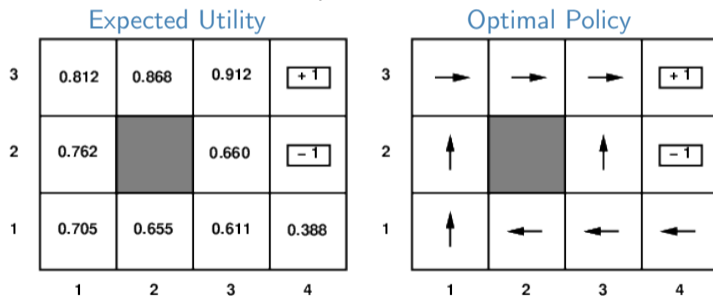 Expected Utility Optimal Policy
3 0.812 0.868 0.912 + 1 3 + 1
2 0.762 0.660 – 1 2 – 1
1 0.705 0.655 0.611 0.388 1
1 2 3 4 1 2 3 4